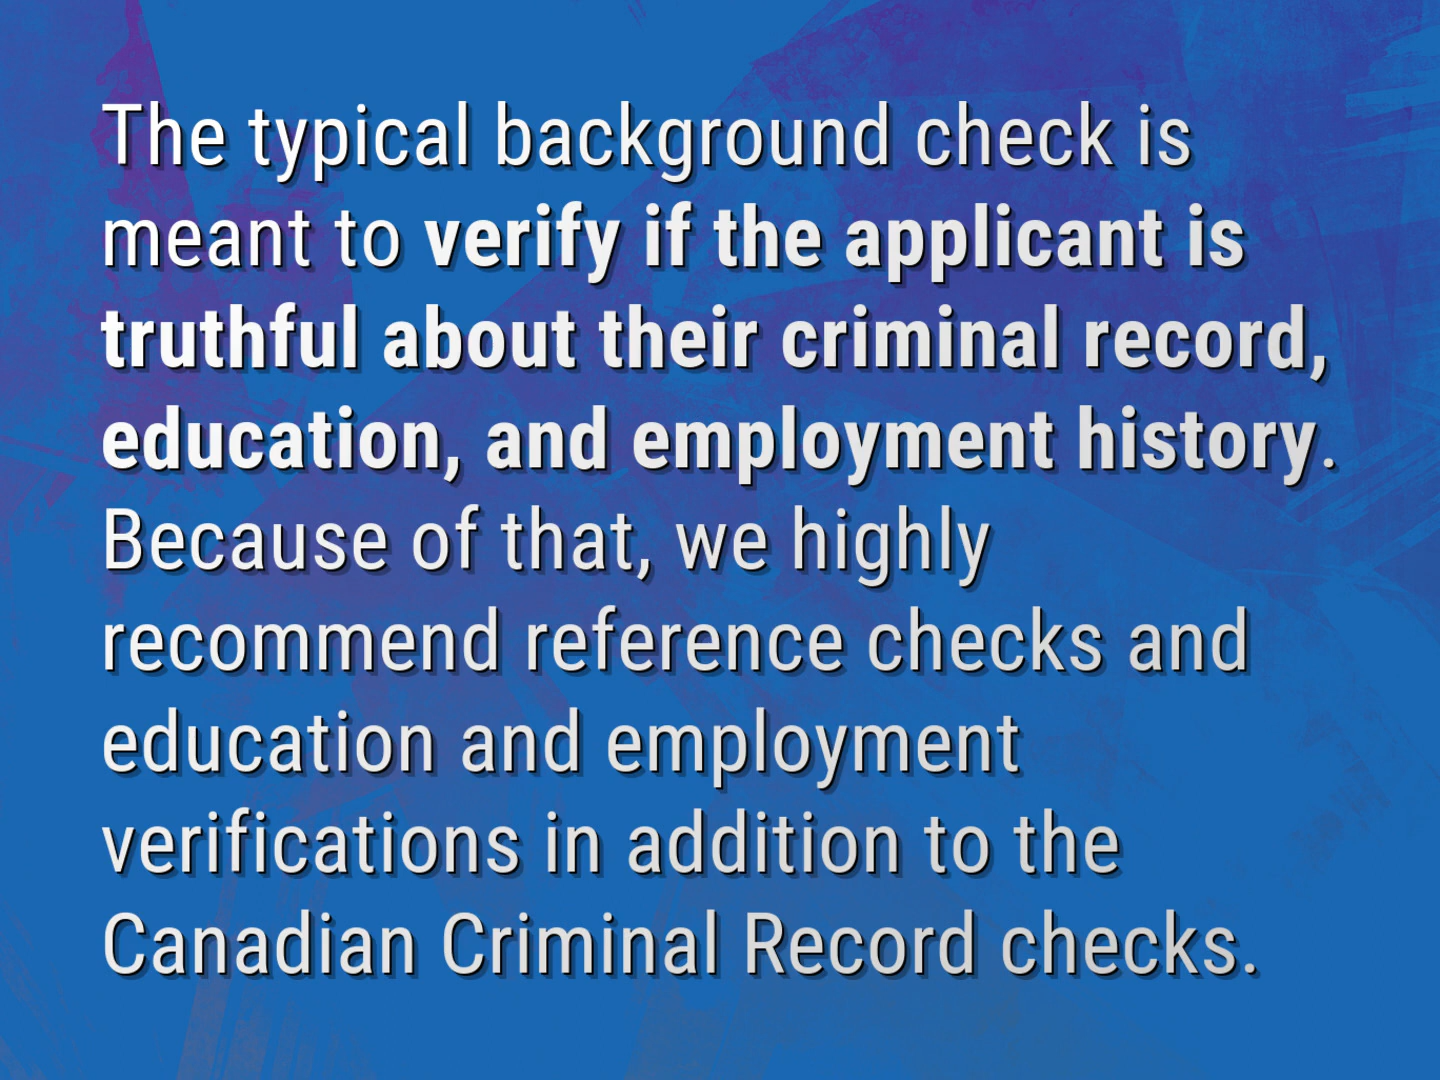 The typical background check is
meant to verify if the applicant is
truthful about their criminal record,
education, and employment history.
Because of that, we highly
recommend reference checks and
education and employment
verifications in addition to the
Canadian Criminal Record checks.